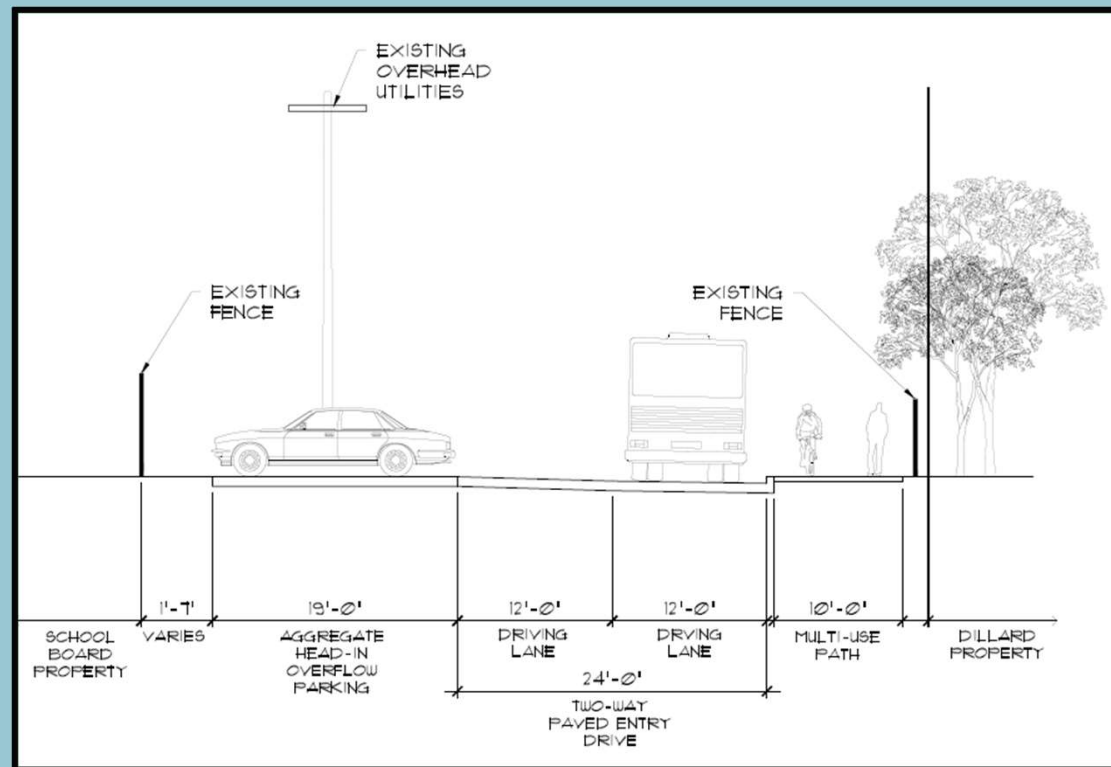 EXISTING
OVERHEAD
UTILITIES
EXISTING
FENCE
EXISTING
FENCE
1'-7'
19'-0'
12'-0'
12'-0'
10'-0'
SCHOOL
BOARD
PROPERTY
VARIES
AGGREGATE
HEAD-IN
OVERFLOW
PARKING
DRIVING
LANE
DRVING
LANE
MULTI-USE
PATH
DILLARD
PROPERTY
24'-0'
TWO-WAY
PAVED ENTRY
DRIVE